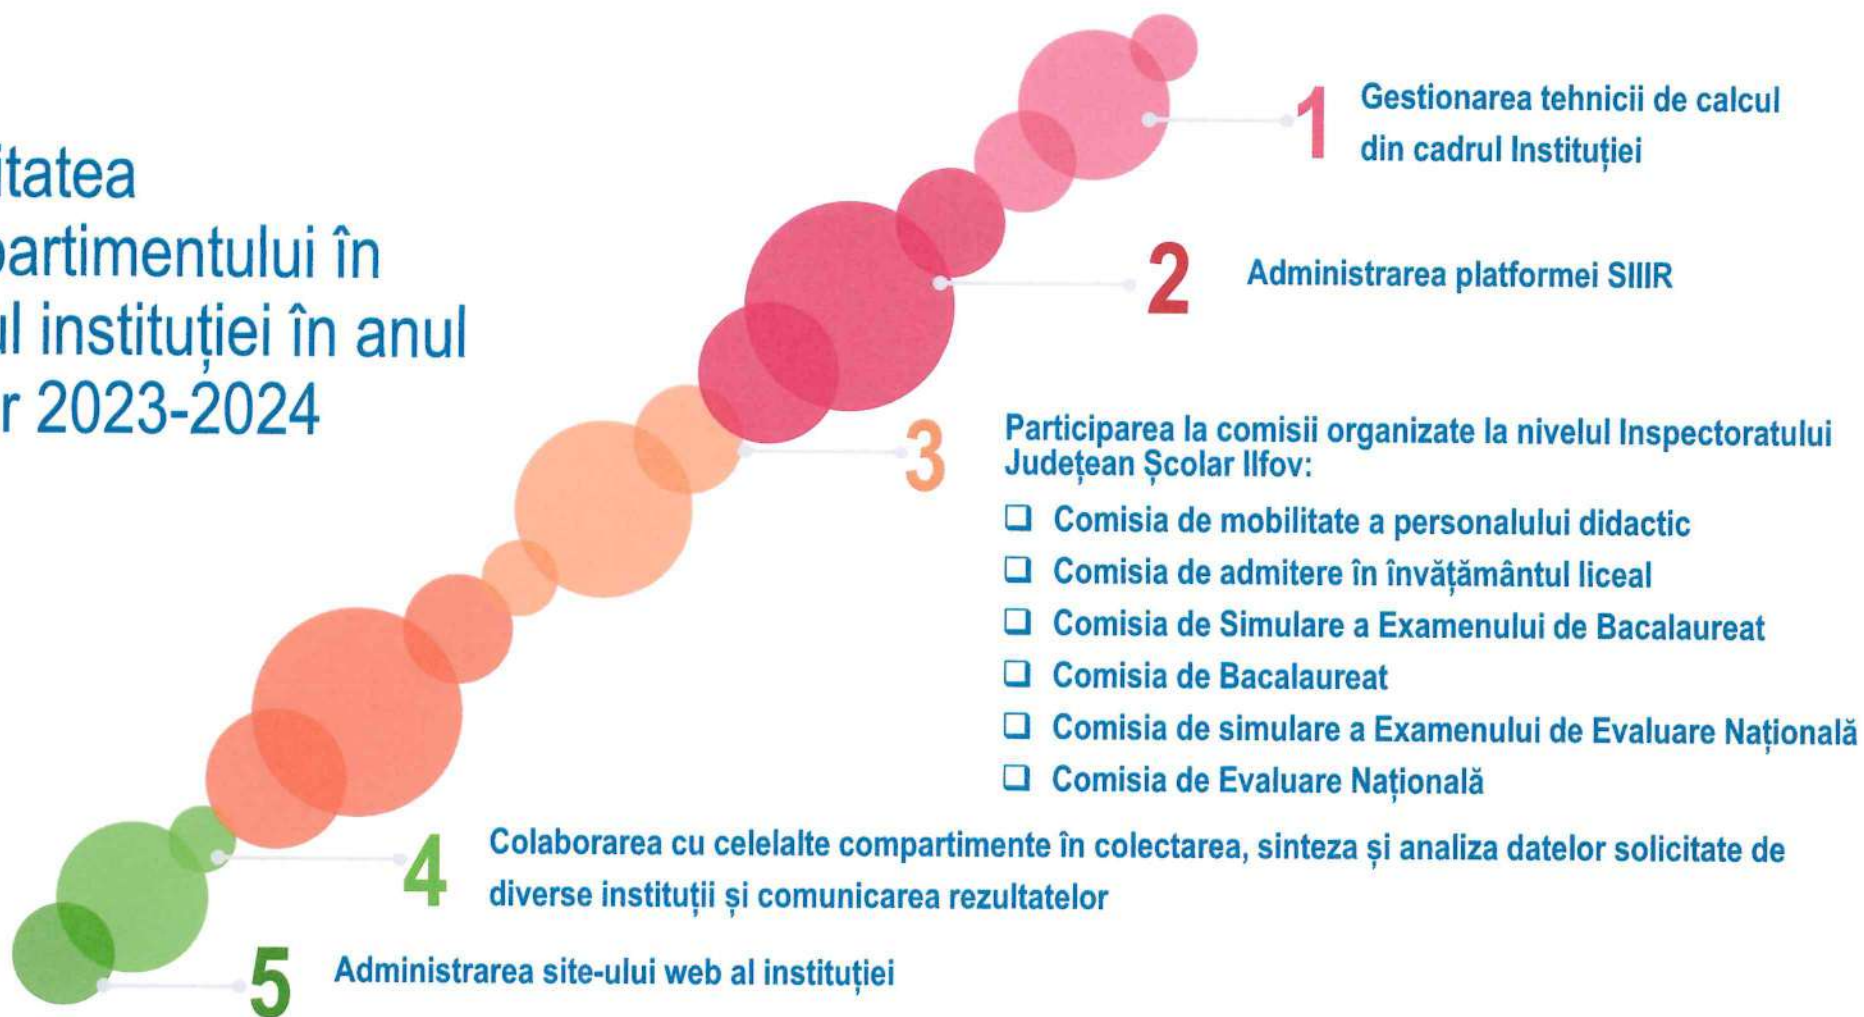 itatea
partimentului în
ul instituției în anul
r 2023-2024
1
Gestionarea tehnicii de calcul
din cadrul Instituției
2
Administrarea platformei SIIIR
3
Participarea la comisii organizate la nivelul Inspectoratului
Județean Școlar Ilfov:
❑ Comisia de mobilitate a personalului didactic
❑ Comisia de admitere în învățământul liceal
❑ Comisia de Simulare a Examenului de Bacalaureat
❑ Comisia de Bacalaureat
❑ Comisia de simulare a Examenului de Evaluare Națională
❑ Comisia de Evaluare Națională
4
Colaborarea cu celelalte compartimente în colectarea, sinteza și analiza datelor solicitate de
diverse instituții și comunicarea rezultatelor
5
Administrarea site-ului web al instituției